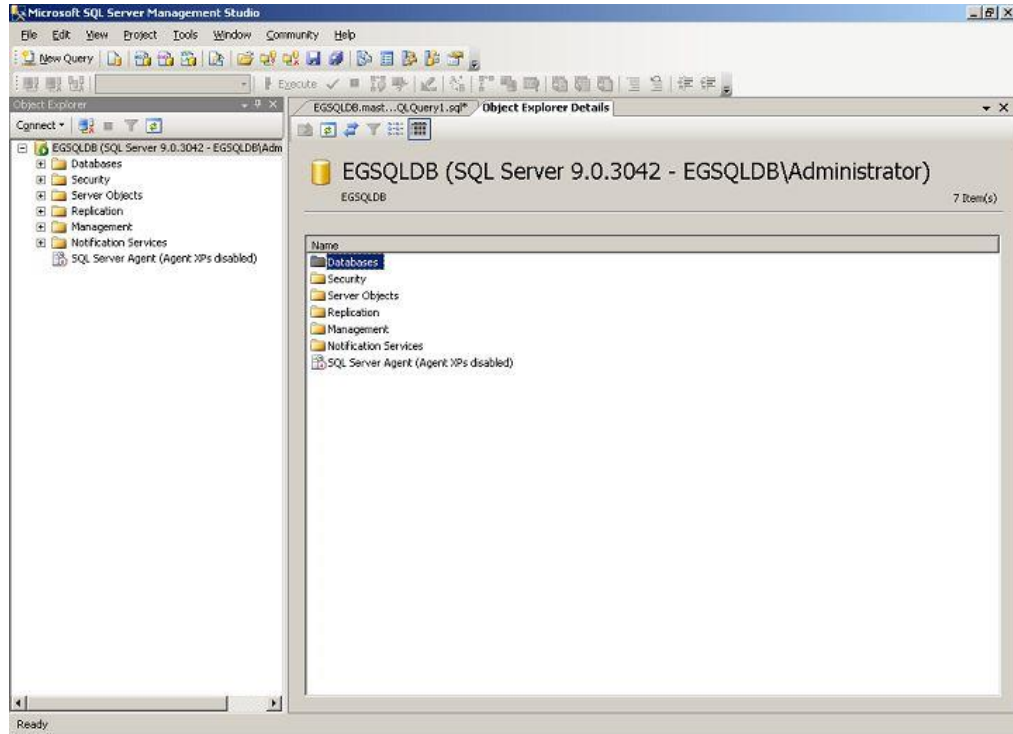 Microsoft SQL Server Management Studio
File Edit View Project Tools Window Community Help
New Query
Execute
Object Explorer
Connect
EGSQLDB (SQL Server 9.0.3042 - EGSQLDB\Adm
Databases
Security
Server Objects
Replication
Management
Notification Services
SQL Server Agent (Agent XPs disabled)
EGSQLDB.mast...QLQuery1.sql* Object Explorer Details
EGSQLDB (SQL Server 9.0.3042 - EGSQLDB\Administrator)
EGSQLDB 7 Item(s)
Name
Databases
Security
Server Objects
Replication
Management
Notification Services
SQL Server Agent (Agent XPs disabled)
Ready